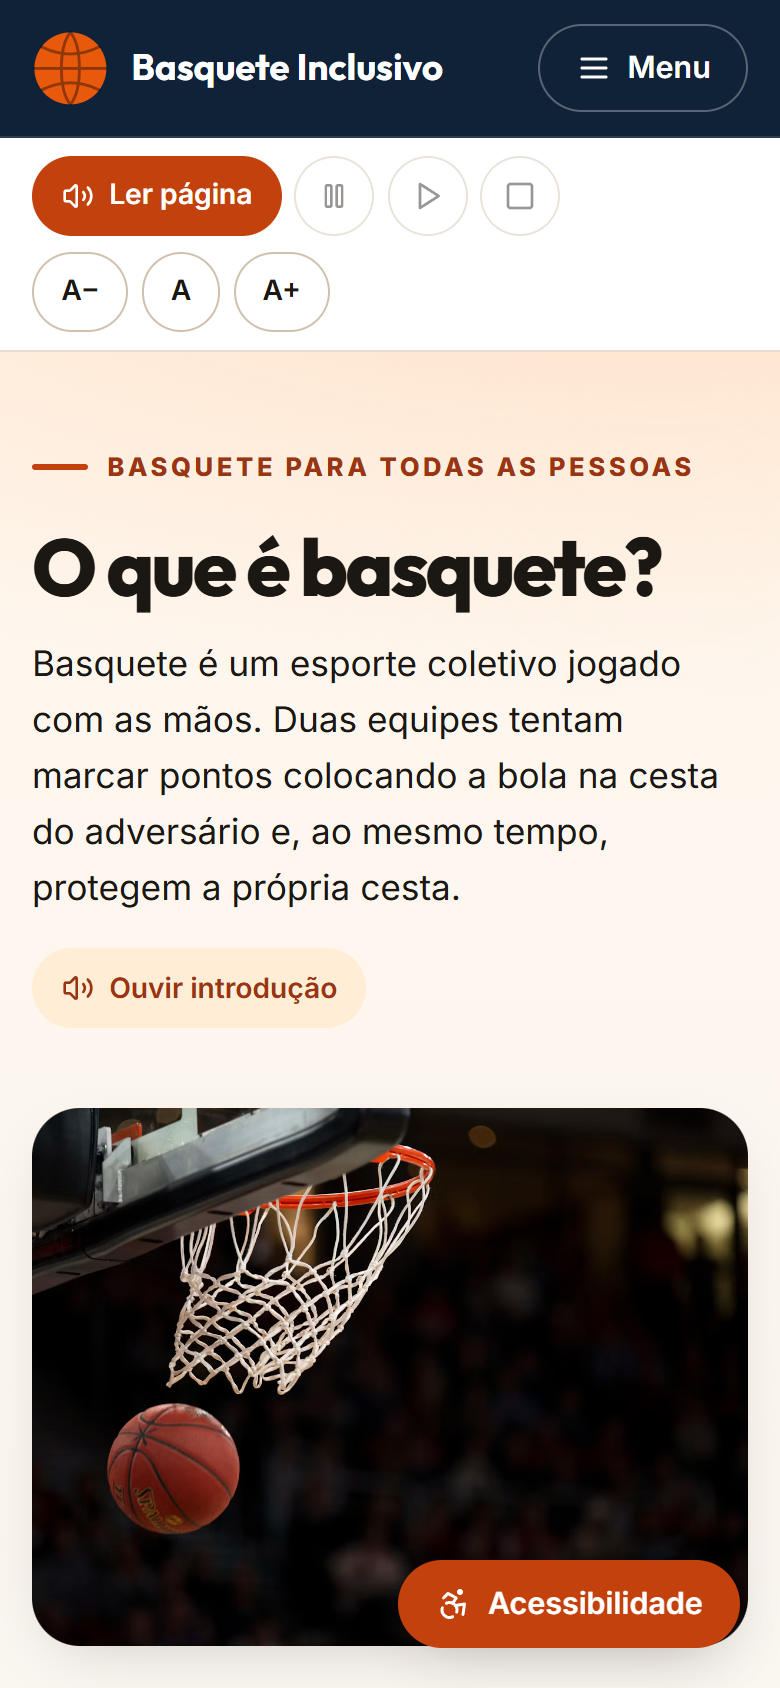 Basquete Inclusivo
Menu
Ler página
A−
A
A+
BASQUETE PARA TODAS AS PESSOAS
O que é basquete?
Basquete é um esporte coletivo jogado
com as mãos. Duas equipes tentam
marcar pontos colocando a bola na cesta
do adversário e, ao mesmo tempo,
protegem a própria cesta.
Ouvir introdução
Acessibilidade